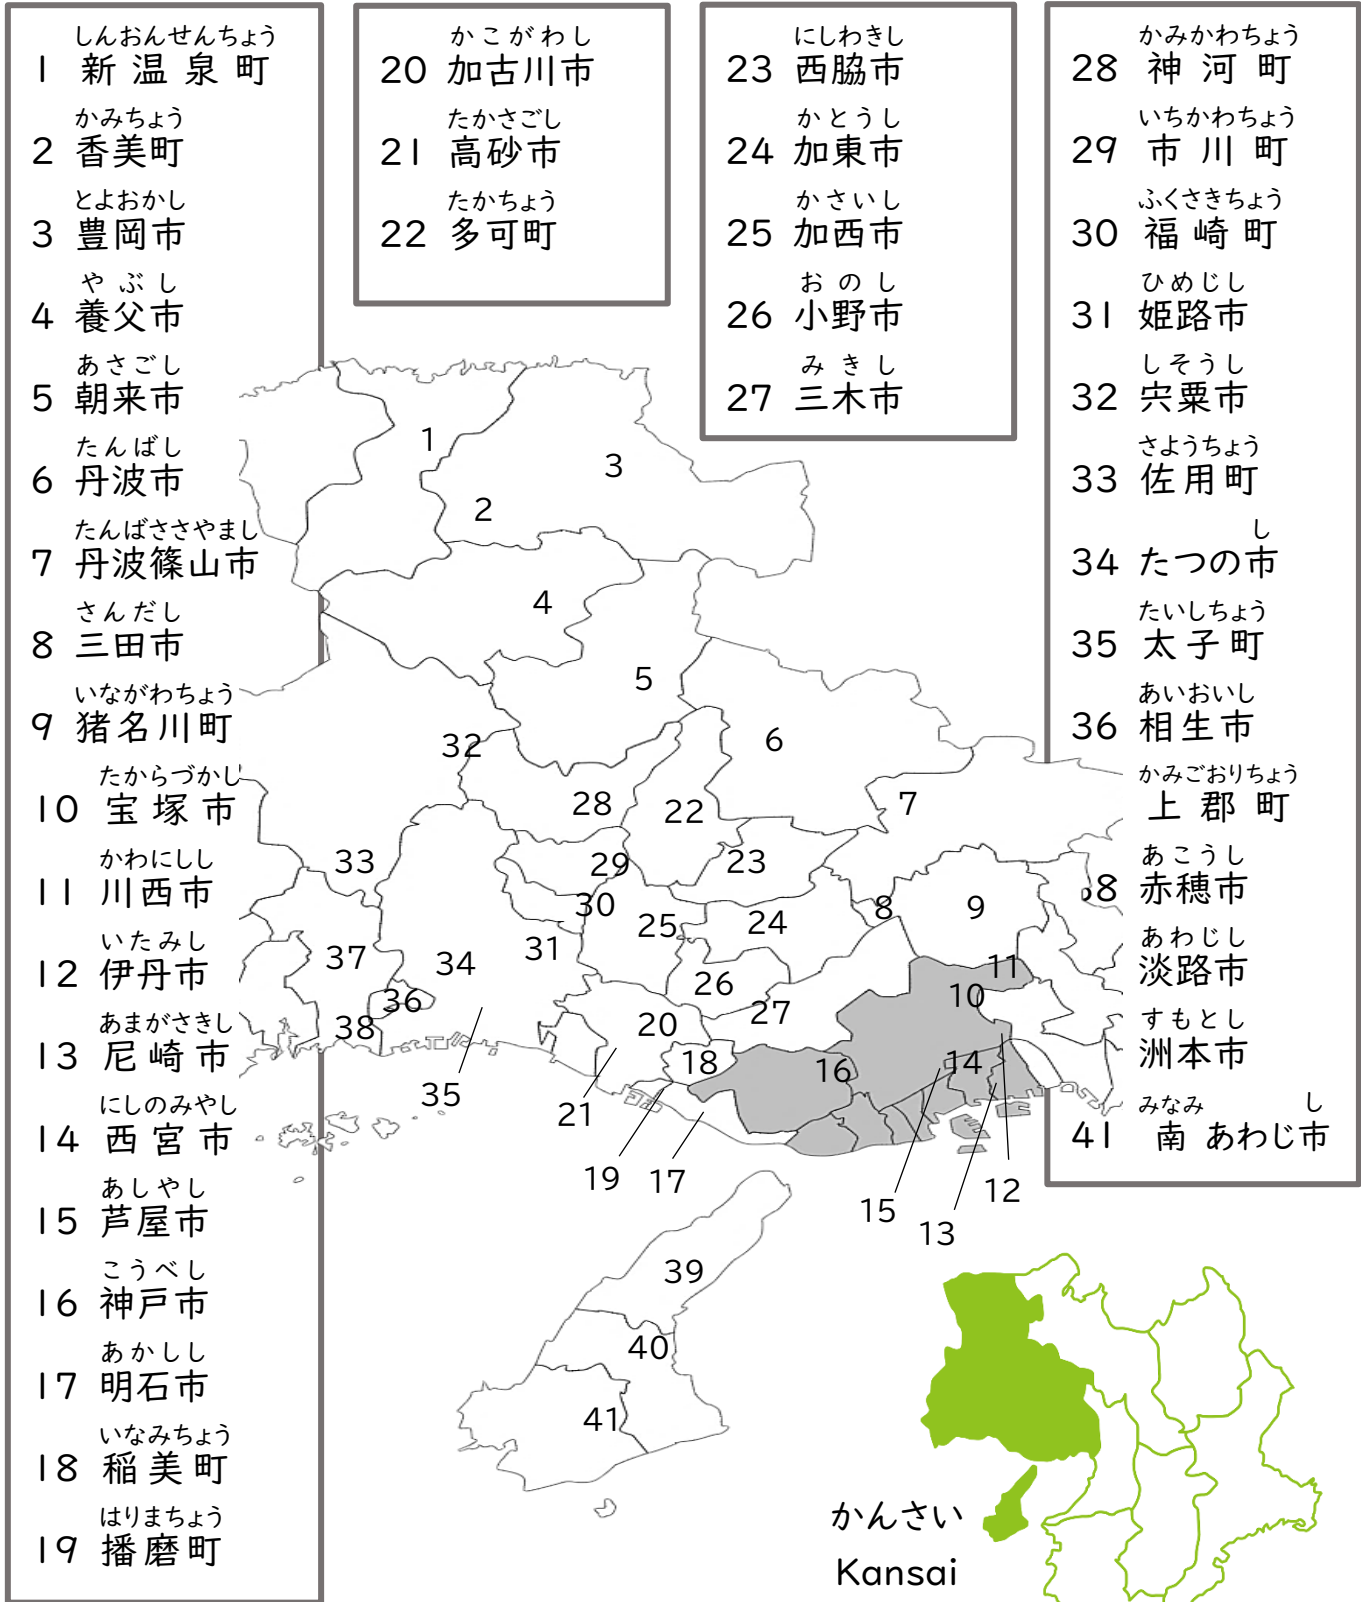 しんおんせんちょう
1 新温泉町
かみちょう
2 香美町
とよおかし
3 豊岡市
やぶし
4 養父市
あさごし
5 朝来市
たんばし
6 丹波市
たんばささやまし
7 丹波篠山市
さんだし
8 三田市
いながわちょう
9 猪名川町
たからづかし
10 宝塚市
かわにしし
11 川西市
いたみし
12 伊丹市
あまがさきし
13 尼崎市
にしのみやし
14 西宮市
あしやし
15 芦屋市
こうべし
16 神戸市
あかしし
17 明石市
いなみちょう
18 稲美町
はりまちょう
19 播磨町
かこがわし
20 加古川市
たかさごし
21 高砂市
たかちょう
22 多可町
にしわきし
23 西脇市
かとうし
24 加東市
かさいし
25 加西市
おのし
26 小野市
みきし
27 三木市
かみかわちょう
28 神河町
いちかわちょう
29 市川町
ふくさきちょう
30 福崎町
ひめじし
31 姫路市
しそうし
32 宍粟市
さようちょう
33 佐用町
し
34 たつの市
たいしちょう
35 太子町
あいおいし
36 相生市
かみごおりちょう
上郡町
あこうし
8 赤穂市
あわじし
淡路市
すもとし
洲本市
みなみ し
41 南あわじ市
1
3
2
4
5
6
32
28
22
7
33
29
23
30
25
24
8
9
37
34
31
26
11
36
10
38
20
27
18
16
14
35
21
19
17
15
13
12
39
40
41
かんさい
Kansai